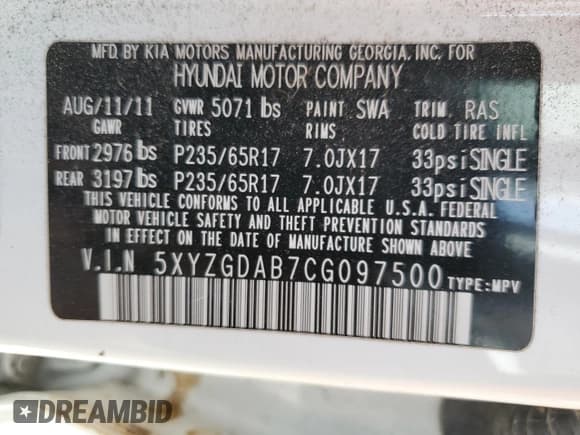 MFD BY KIA MOTORS MANUFACTURING GEORGIA, INC. FOR
HYUNDAI MOTOR COMPANY
AUG/11/11 GVWR 5071 lbs PAINT SWA TRIM RAS
GAWR TIRES RIMS COLD TIRE INFL
FRONT 2976 lbs P235/65R17 7.0JX17 33psi SINGLE
REAR 3197 lbs P235/65R17 7.0JX17 33psi SINGLE
THIS VEHICLE CONFORMS TO ALL APPLICABLE U.S.A. FEDERAL
MOTOR VEHICLE SAFETY AND THEFT PREVENTION STANDARDS
IN EFFECT ON THE DATE OF MANUFACTURE SHOWN ABOVE
V.I.N 5XYZGDAB7CG097500 TYPE:MPV
DREAMBID